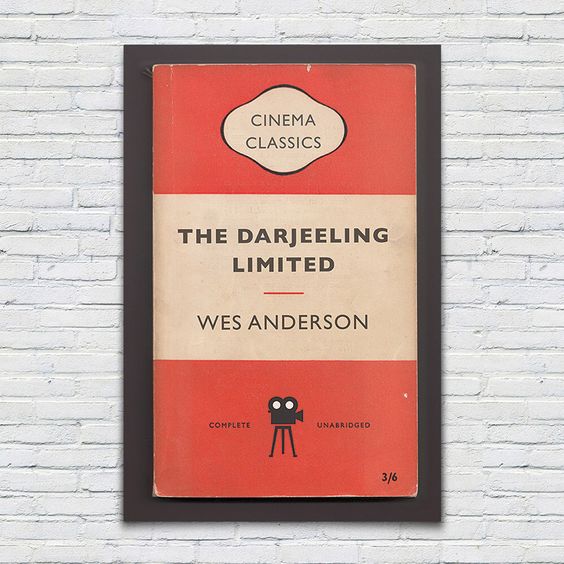 CINEMA
CLASSICS
THE DARJEELING
LIMITED
WES ANDERSON
COMPLETE
UNABRIDGED
3/6